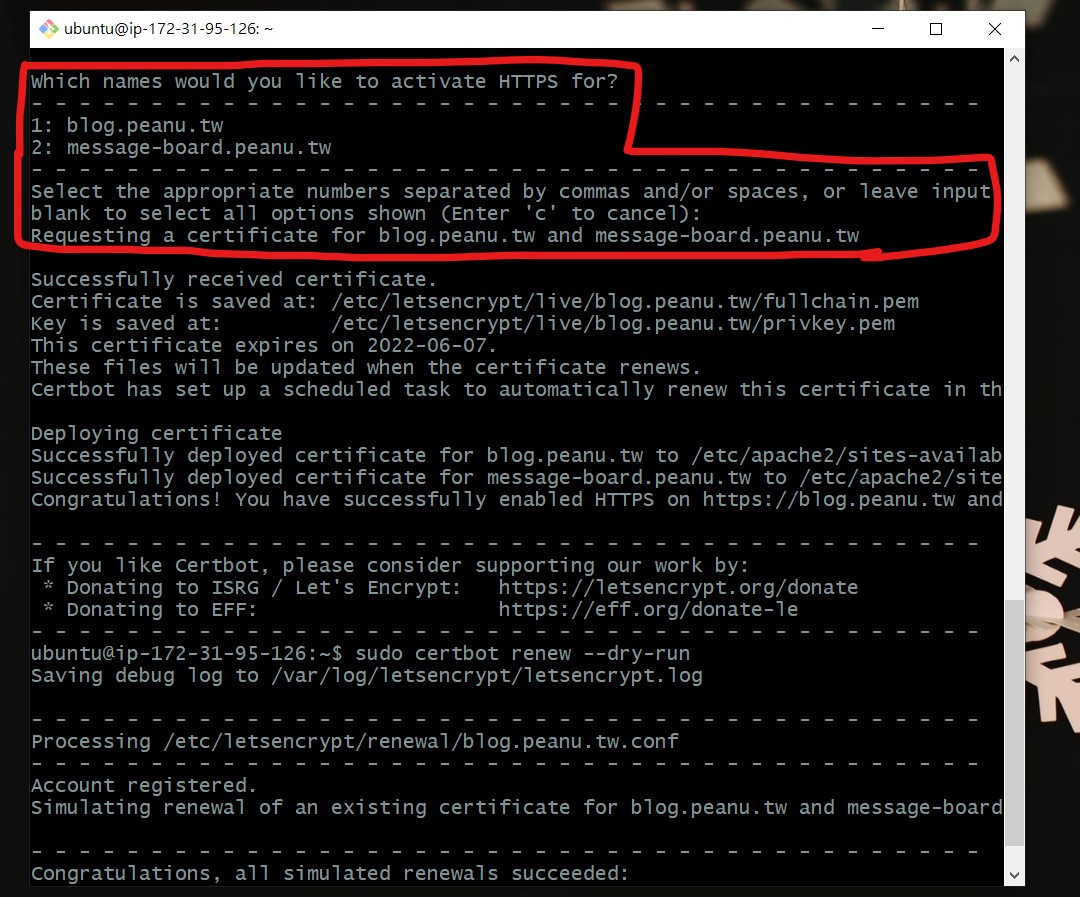 ubuntu@ip-172-31-95-126: ~
Which names would you like to activate HTTPS for?
- - - - - - - - - - - - - - - - - - - - - - - - - - - - - - - - - - - - - - - -
1: blog.peanu.tw
2: message-board.peanu.tw
- - - - - - - - - - - - - - - - - - - - - - - - - - - - - - - - - - - - - - - -
Select the appropriate numbers separated by commas and/or spaces, or leave input
blank to select all options shown (Enter 'c' to cancel):
Requesting a certificate for blog.peanu.tw and message-board.peanu.tw
Successfully received certificate.
Certificate is saved at: /etc/letsencrypt/live/blog.peanu.tw/fullchain.pem
Key is saved at:         /etc/letsencrypt/live/blog.peanu.tw/privkey.pem
This certificate expires on 2022-06-07.
These files will be updated when the certificate renews.
Certbot has set up a scheduled task to automatically renew this certificate in th
Deploying certificate
Successfully deployed certificate for blog.peanu.tw to /etc/apache2/sites-availab
Successfully deployed certificate for message-board.peanu.tw to /etc/apache2/site
Congratulations! You have successfully enabled HTTPS on https://blog.peanu.tw and
- - - - - - - - - - - - - - - - - - - - - - - - - - - - - - - - - - - - - - - -
If you like Certbot, please consider supporting our work by:
 * Donating to ISRG / Let's Encrypt:   https://letsencrypt.org/donate
 * Donating to EFF:                    https://eff.org/donate-le
- - - - - - - - - - - - - - - - - - - - - - - - - - - - - - - - - - - - - - - -
ubuntu@ip-172-31-95-126:~$ sudo certbot renew --dry-run
Saving debug log to /var/log/letsencrypt/letsencrypt.log
- - - - - - - - - - - - - - - - - - - - - - - - - - - - - - - - - - - - - - - -
Processing /etc/letsencrypt/renewal/blog.peanu.tw.conf
- - - - - - - - - - - - - - - - - - - - - - - - - - - - - - - - - - - - - - - -
Account registered.
Simulating renewal of an existing certificate for blog.peanu.tw and message-board
- - - - - - - - - - - - - - - - - - - - - - - - - - - - - - - - - - - - - - - -
Congratulations, all simulated renewals succeeded: